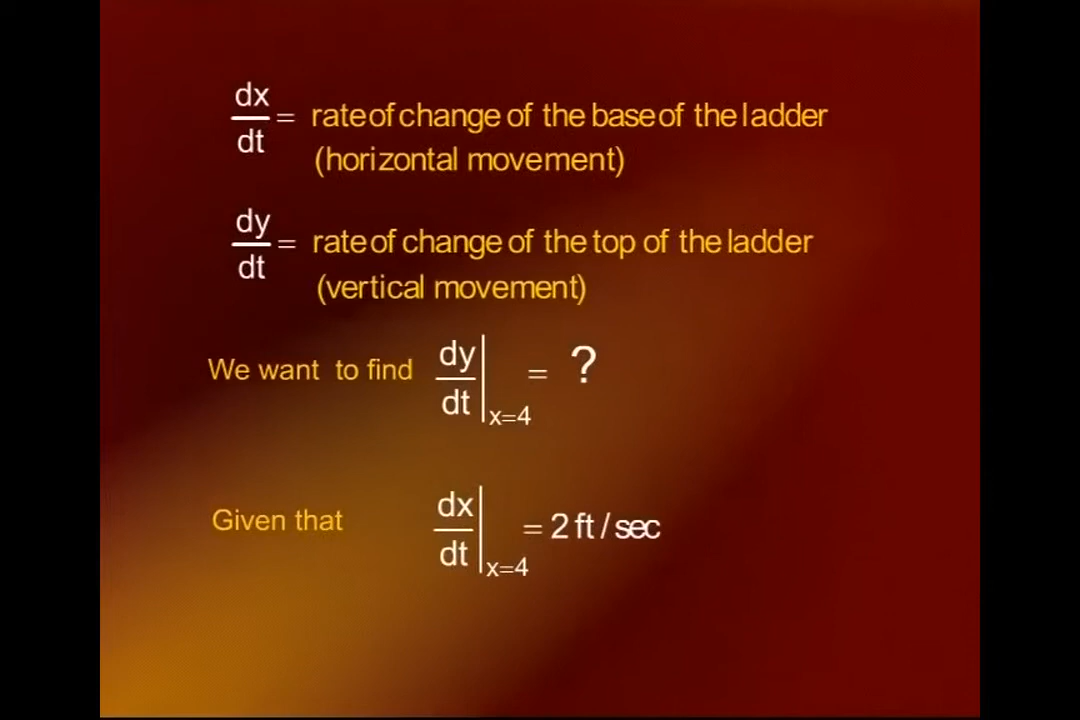 dx/dt = rate of change of the base of the ladder
(horizontal movement)
dy/dt = rate of change of the top of the ladder
(vertical movement)
We want to find dy/dt|x=4 = ?
Given that dx/dt|x=4 = 2 ft/sec